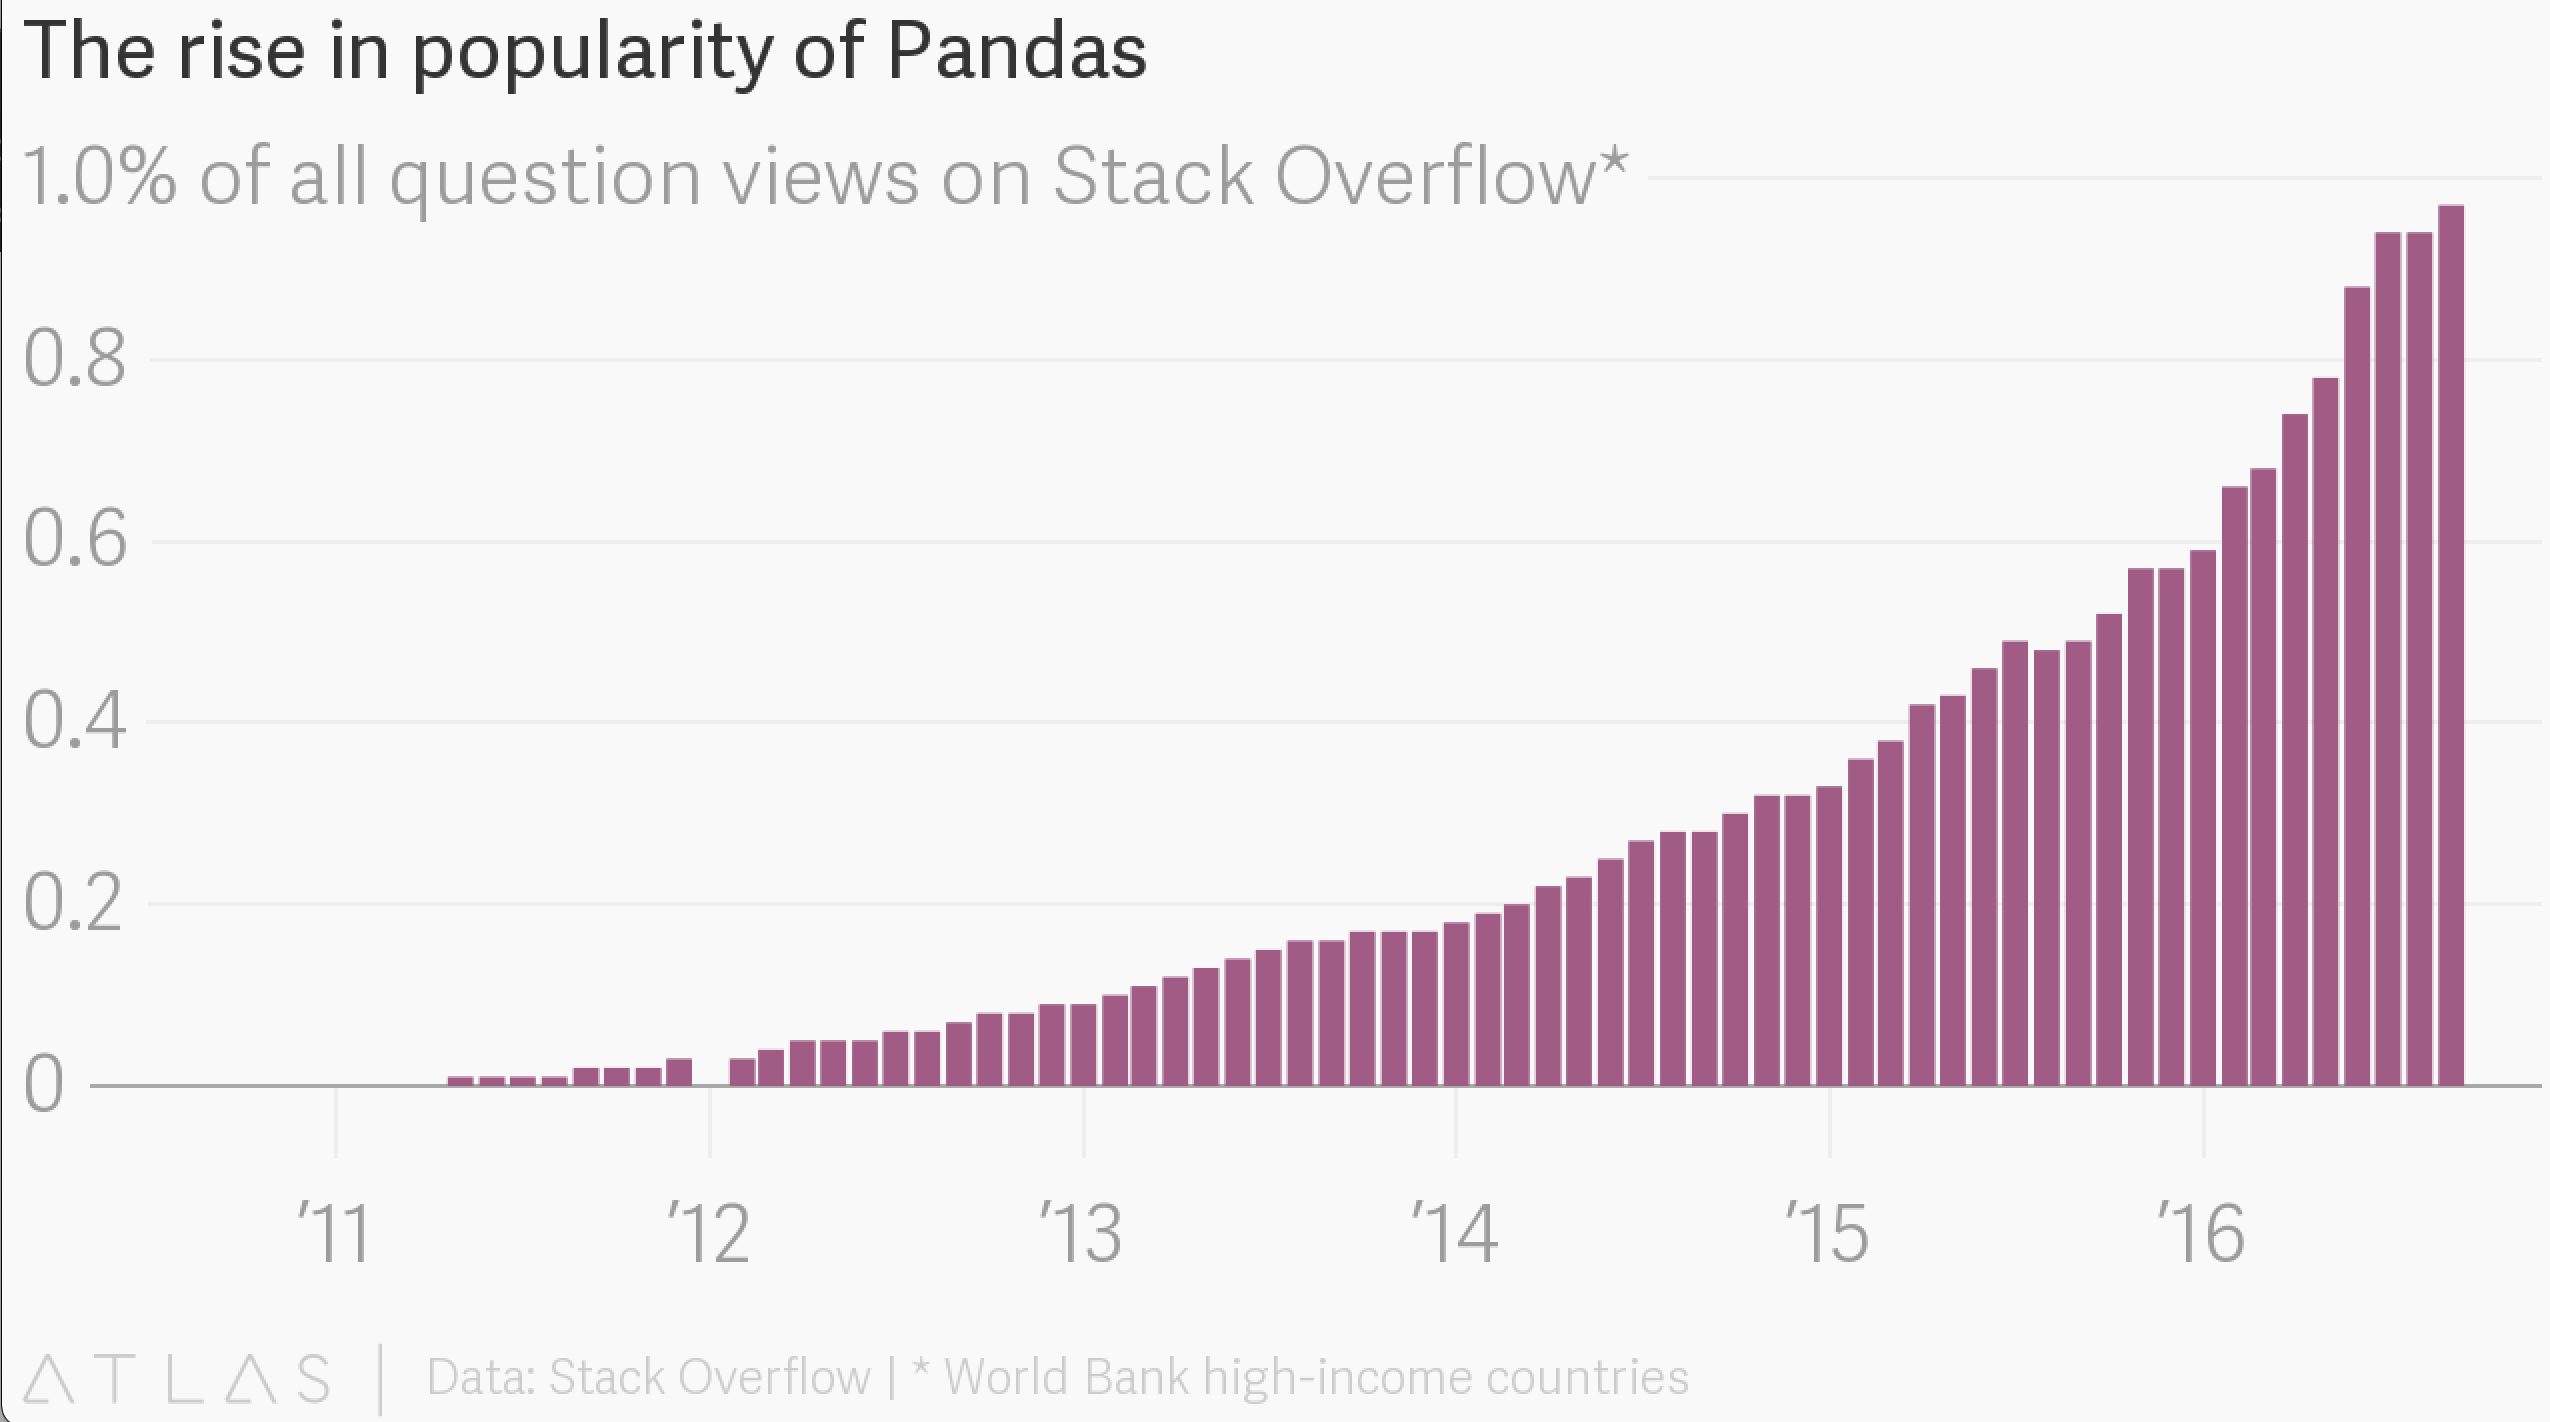 The rise in popularity of Pandas
1.0% of all question views on Stack Overflow*
0.8
0.6
0.4
0.2
0
’11 ’12 ’13 ’14 ’15 ’16
ATLAS | Data: Stack Overflow | * World Bank high-income countries